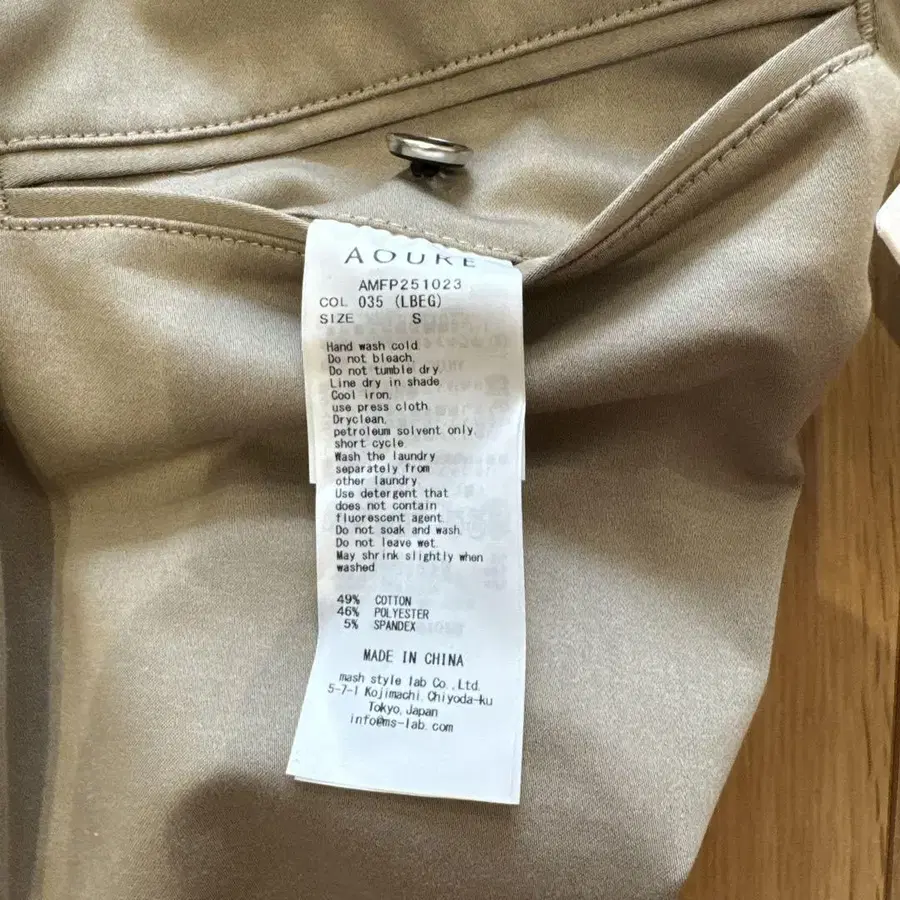 AOURE
AMFP251023
COL 035 (LBEG)
SIZE S
Hand wash cold
Do not bleach.
Do not tumble dry.
Line dry in shade
Cool iron.
use press cloth
Dryclean,
petroleum solvent only
short cycle
Wash the laundry
separately from
other laundry.
Use detergent that
does not contain
fluorescent agent.
Do not soak and wash
Do not leave wet.
May shrink slightly when
washed
49% COTTON
46% POLYESTER
5% SPANDEX
MADE IN CHINA
mash style lab Co.,Ltd.
5-7-1 Kojimachi, Chiyoda-ku
Tokyo, Japan
info@ms-lab.com